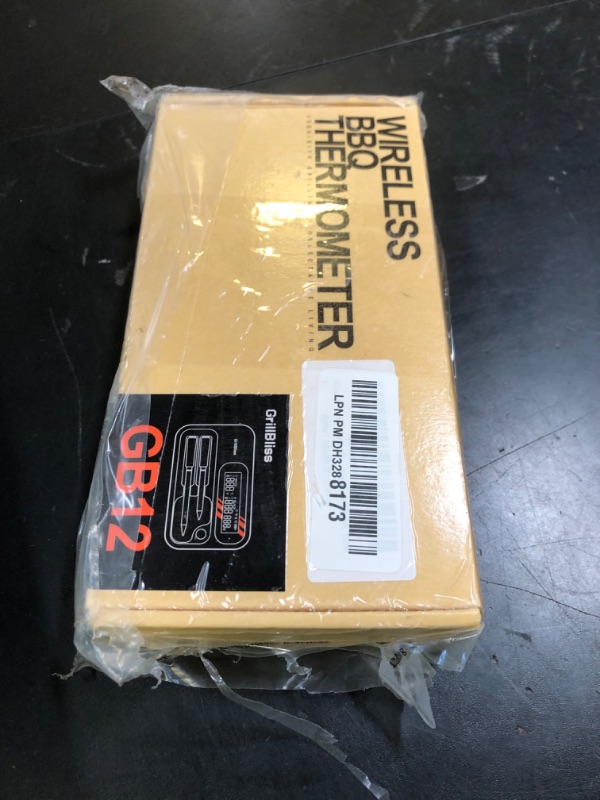 WIRELESS
BBQ
THERMOMETER
LPN PM DH3288173
GrillBliss
GB12